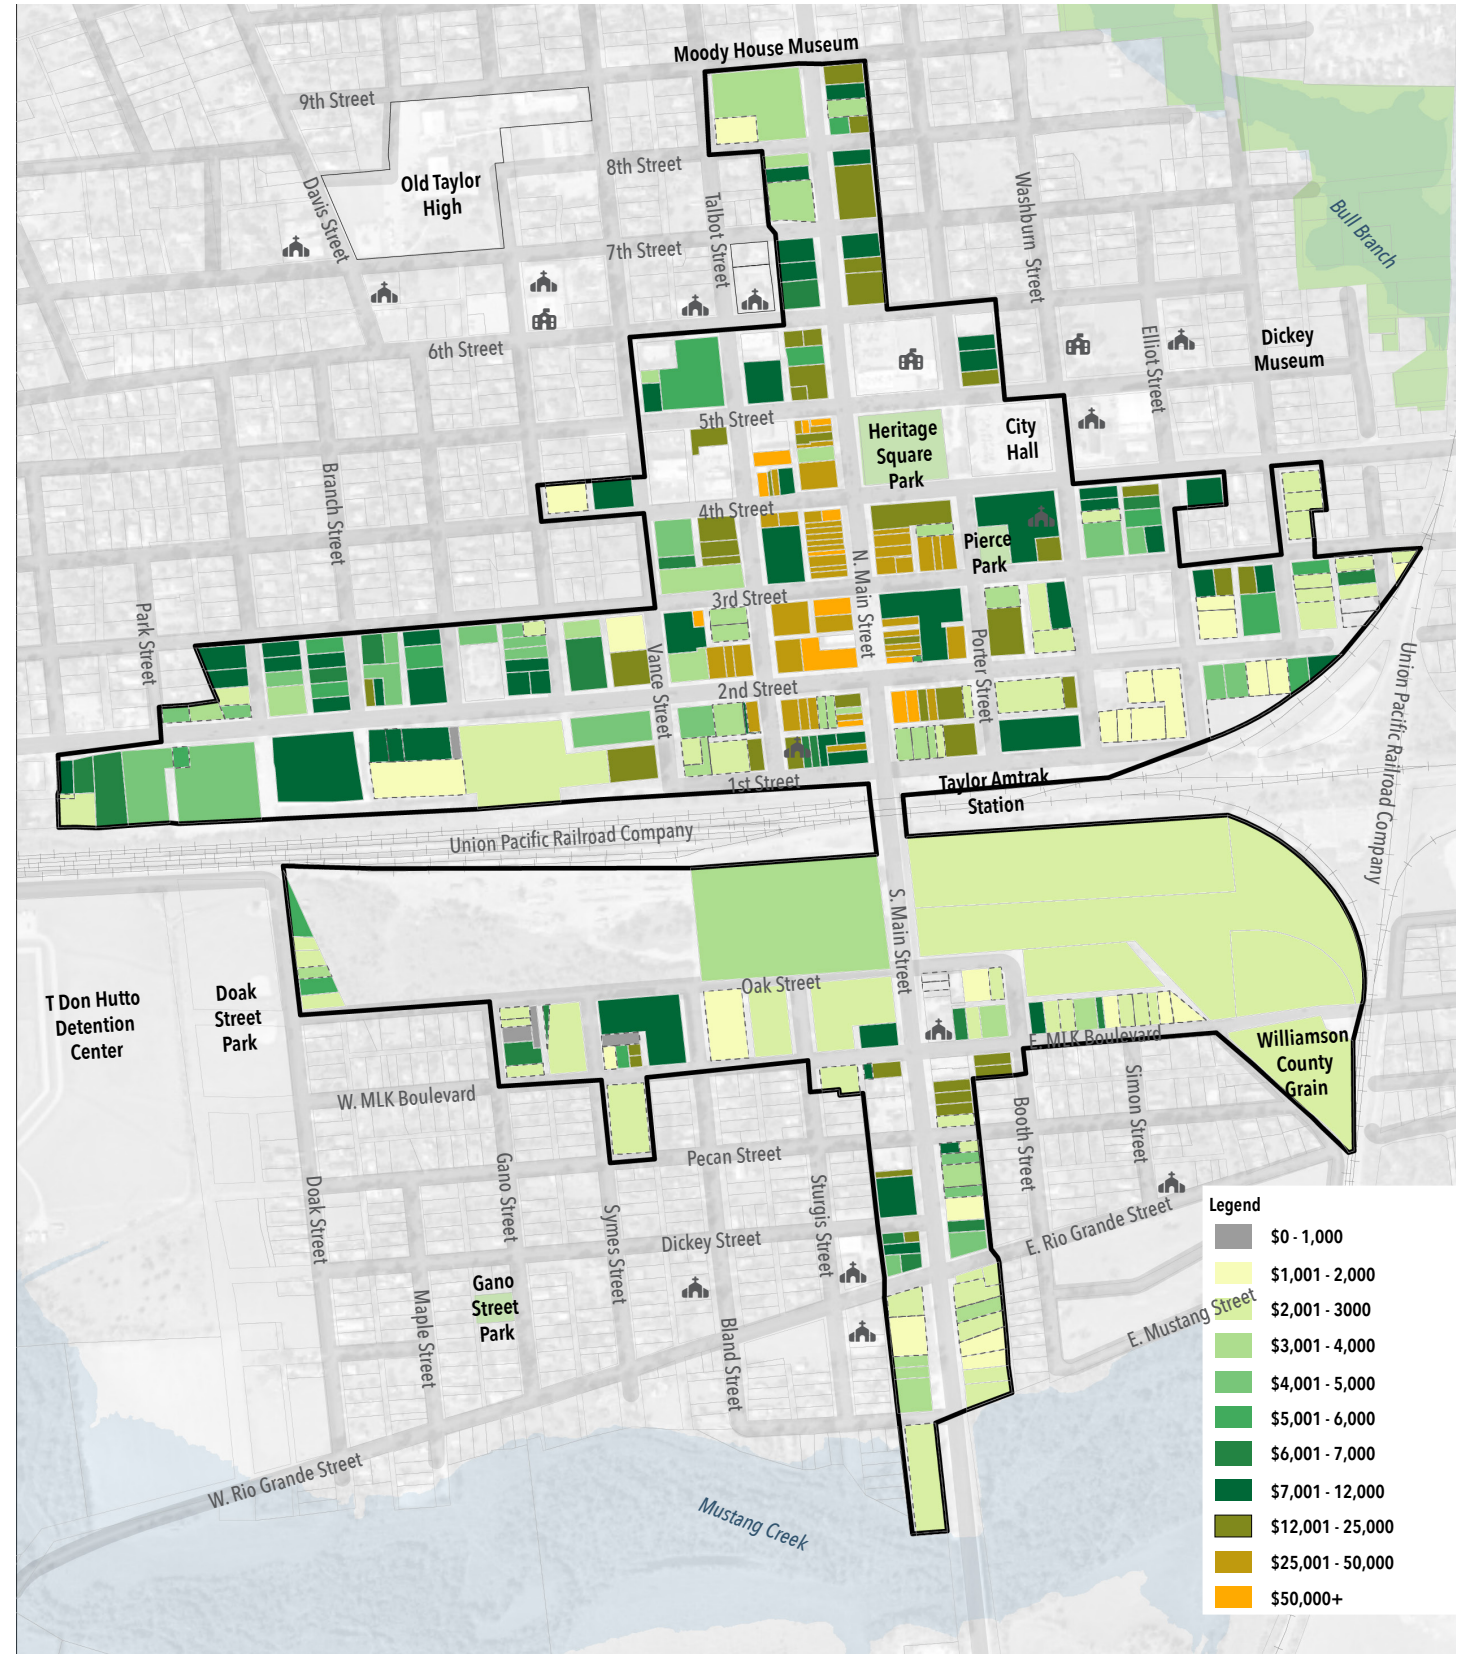 Moody House Museum
9th Street
8th Street
Old Taylor
High
Davis Street
Talbot Street
Washburn Street
Bull Branch
7th Street
6th Street
Elliot Street
Dickey
Museum
5th Street
Heritage
Square
Park
City
Hall
Branch Street
4th Street
Pierce
Park
N. Main Street
3rd Street
Park Street
Vance Street
Porter Street
2nd Street
Union Pacific Railroad Company
1st Street
Taylor Amtrak
Station
Union Pacific Railroad Company
S. Main Street
Oak Street
T Don Hutto
Detention
Center
Doak
Street
Park
E. MLK Boulevard
Williamson
County
Grain
W. MLK Boulevard
Simon Street
Booth Street
Pecan Street
Gano Street
Doak Street
Sturgis Street
Symes Street
Dickey Street
E. Rio Grande Street
Gano
Street
Park
Maple Street
Bland Street
E. Mustang Street
W. Rio Grande Street
Mustang Creek
Legend
$0 - 1,000
$1,001 - 2,000
$2,001 - 3000
$3,001 - 4,000
$4,001 - 5,000
$5,001 - 6,000
$6,001 - 7,000
$7,001 - 12,000
$12,001 - 25,000
$25,001 - 50,000
$50,000+